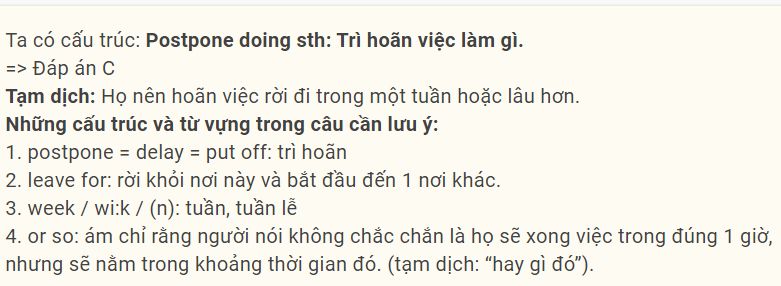 Ta có cấu trúc: Postpone doing sth: Trì hoãn việc làm gì.
=> Đáp án C
Tạm dịch: Họ nên hoãn việc rời đi trong một tuần hoặc lâu hơn.
Những cấu trúc và từ vựng trong câu cần lưu ý:
1. postpone = delay = put off: trì hoãn
2. leave for: rời khỏi nơi này và bắt đầu đến 1 nơi khác.
3. week / wi:k / (n): tuần, tuần lễ
4. or so: ám chỉ rằng người nói không chắc chắn là họ sẽ xong việc trong đúng 1 giờ,
nhưng sẽ nằm trong khoảng thời gian đó. (tạm dịch: “hay gì đó”).